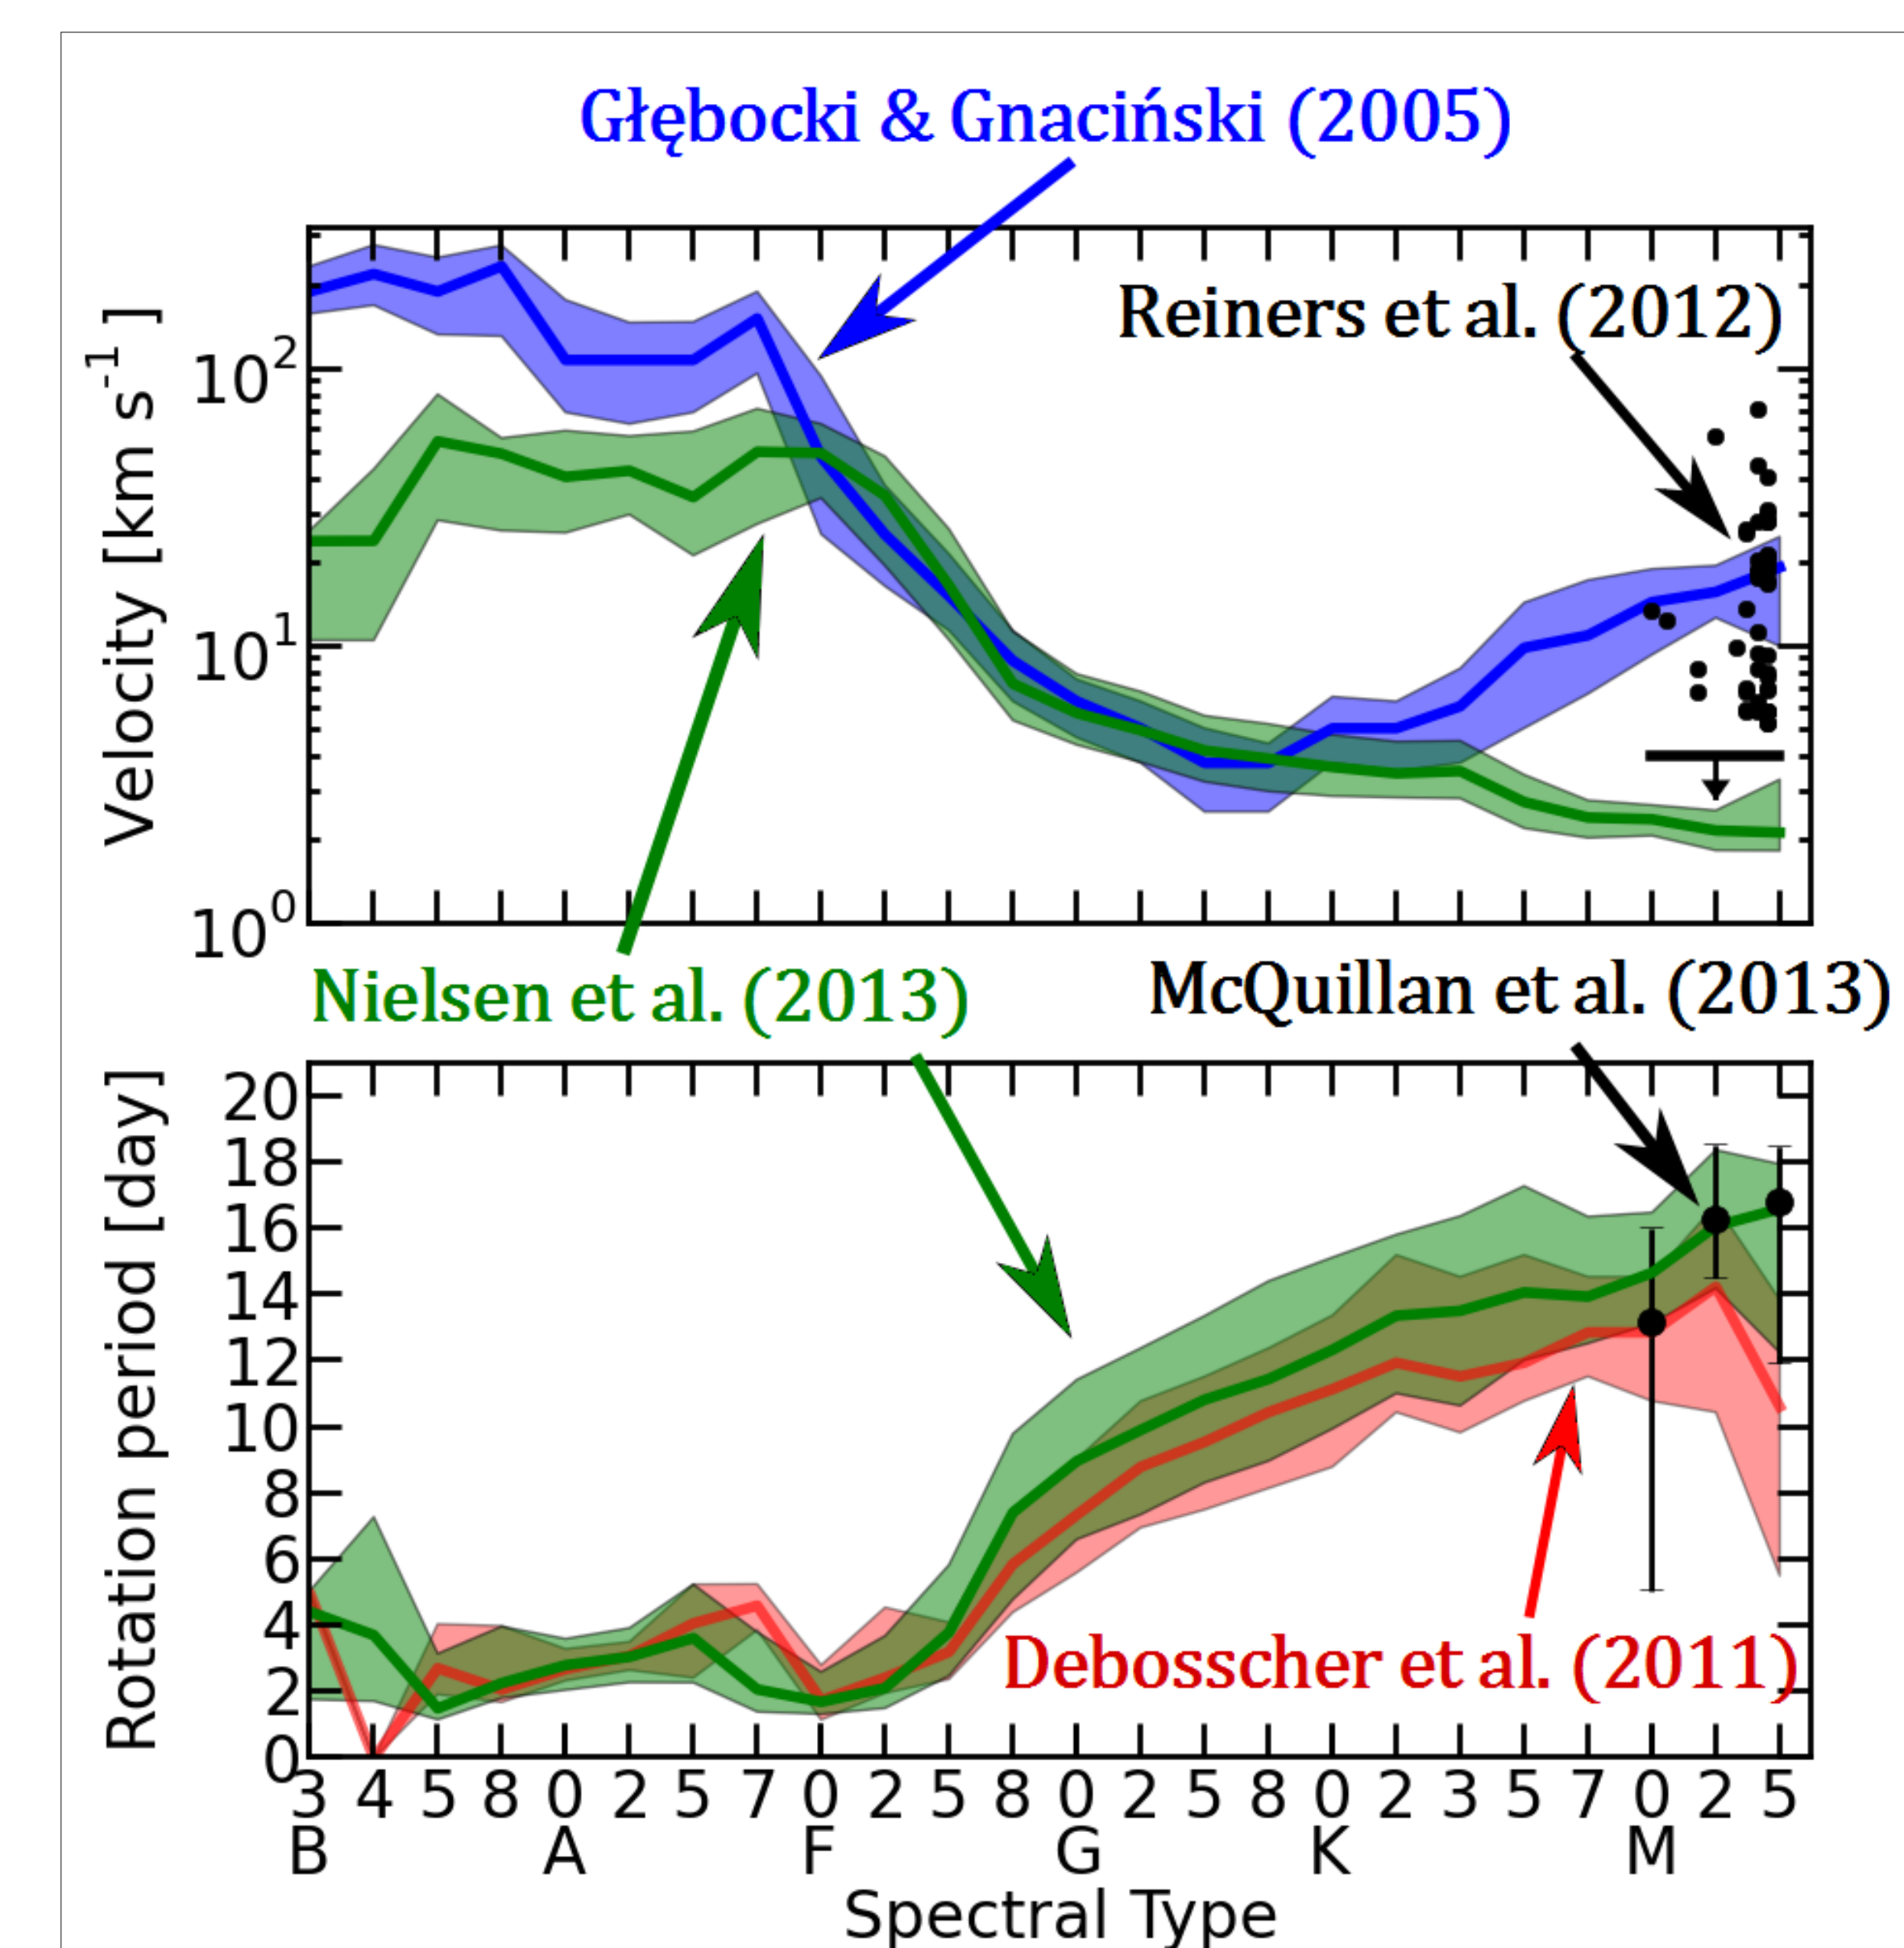 Głębocki & Gnaciński (2005)
Reiners et al. (2012)
Velocity [km s-1]
10^2
10^1
10^0
Nielsen et al. (2013)
McQuillan et al. (2013)
Rotation period [day]
20
18
16
14
12
10
8
6
4
2
0
Debosscher et al. (2011)
3 4 5 8 0 2 5 7 0 2 5 8 0 2 5 8 0 2 3 5 7 0 2 5
B A F G K M
Spectral Type